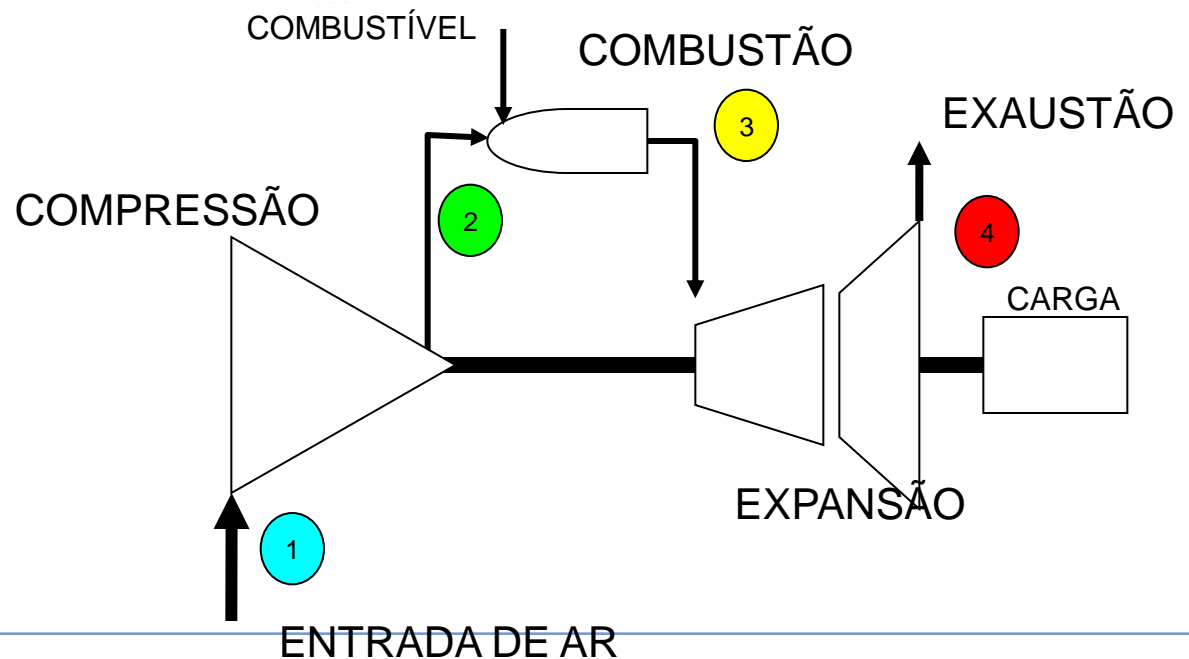 COMBUSTÍVEL
COMBUSTÃO
3
EXAUSTÃO
COMPRESSÃO
2
4
CARGA
EXPANSÃO
1
ENTRADA DE AR